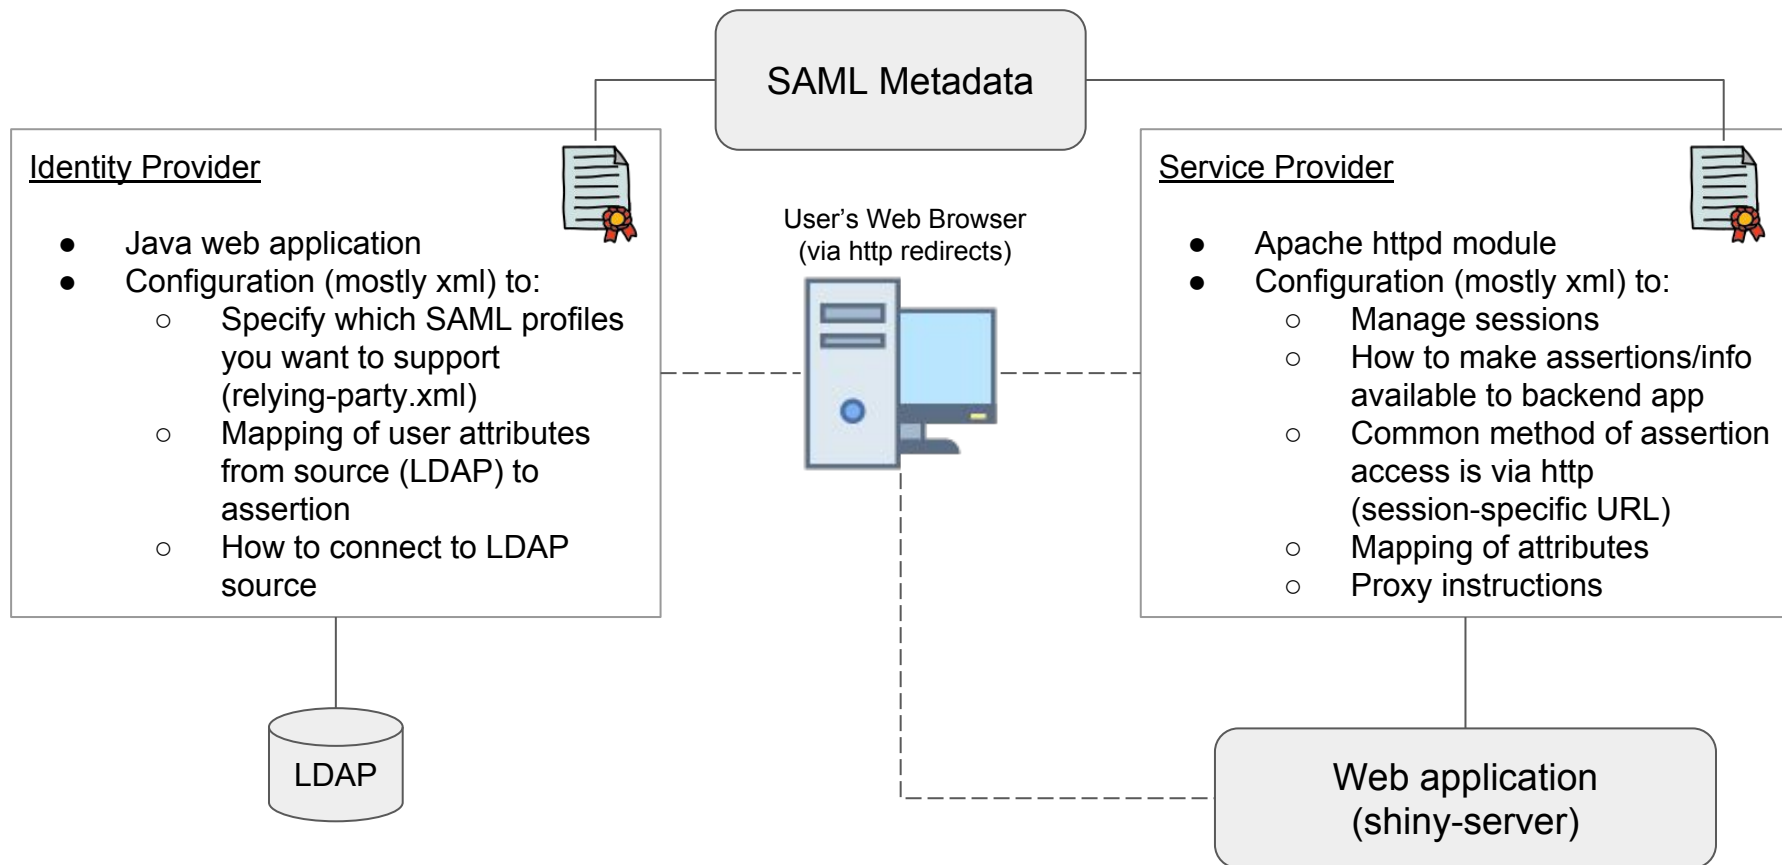 SAML Metadata
Identity Provider
● Java web application
● Configuration (mostly xml) to:
○ Specify which SAML profiles
you want to support
(relying-party.xml)
○ Mapping of user attributes
from source (LDAP) to
assertion
○ How to connect to LDAP
source
User’s Web Browser
(via http redirects)
Service Provider
● Apache httpd module
● Configuration (mostly xml) to:
○ Manage sessions
○ How to make assertions/info
available to backend app
○ Common method of assertion
access is via http
(session-specific URL)
○ Mapping of attributes
○ Proxy instructions
LDAP
Web application
(shiny-server)